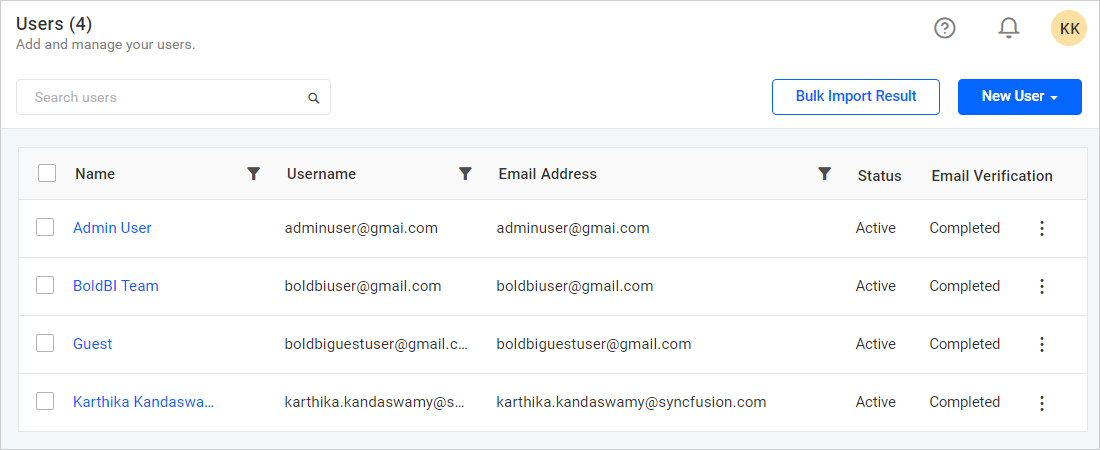 Users (4)
Add and manage your users.
KK
Search users
Bulk Import Result
New User
Name Username Email Address Status Email Verification
Admin User adminuser@gmai.com adminuser@gmai.com Active Completed
BoldBI Team boldbiuser@gmail.com boldbiuser@gmail.com Active Completed
Guest boldbiguestuser@gmail.c... boldbiguestuser@gmail.com Active Completed
Karthika Kandaswa... karthika.kandaswamy@s... karthika.kandaswamy@syncfusion.com Active Completed